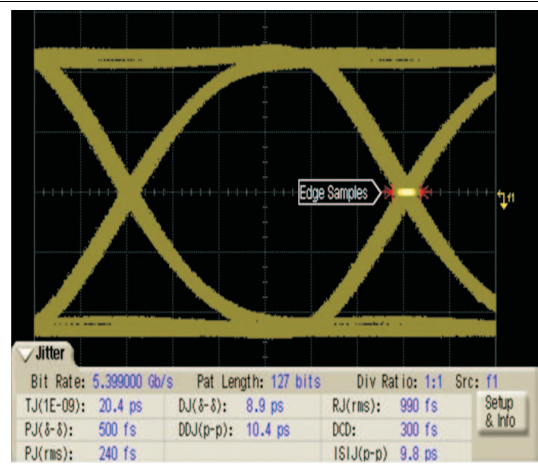 Edge Samples
f1
Jitter
Bit Rate: 5.399000 Gb/s Pat Length: 127 bits Div Ratio: 1:1 Src: f1
TJ(1E-09): 20.4 ps DJ(δ-δ): 8.9 ps RJ(rms): 990 fs
PJ(δ-δ): 500 fs DDJ(p-p): 10.4 ps DCD: 300 fs
PJ(rms): 240 fs ISIJ(p-p) 9.8 ps
Setup
& Info